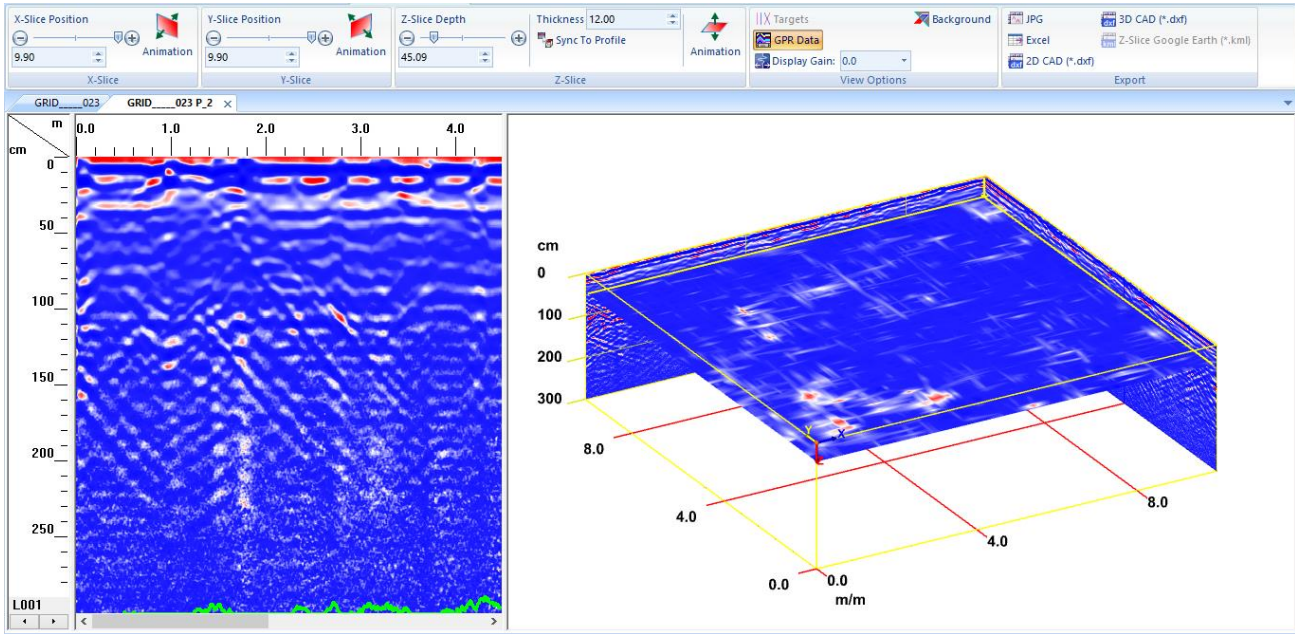 X-Slice Position
9.90
Animation
X-Slice
Y-Slice Position
9.90
Animation
Y-Slice
Z-Slice Depth
45.09
Thickness 12.00
Sync To Profile
Animation
Z-Slice
Targets
Background
GPR Data
Display Gain: 0.0
View Options
JPG
3D CAD (*.dxf)
Excel
Z-Slice Google Earth (*.kml)
2D CAD (*.dxf)
Export
GRID_____023
GRID_____023 P_2
m
cm
0.0 1.0 2.0 3.0 4.0
0
50
100
150
200
250
L001
cm
0
100
200
300
8.0
4.0
0.0
0.0
4.0
8.0
m/m
Y
X